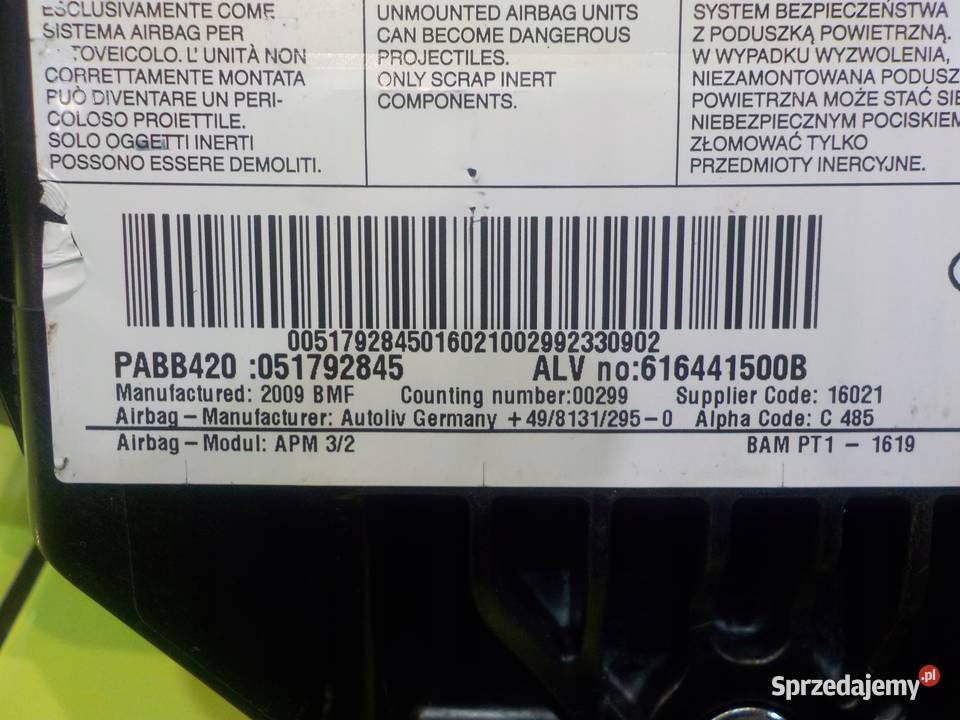 ESCLUSIVAMENTE COME
SISTEMA AIRBAG PER
TOVEICOLO. L' UNITÀ NON
CORRETTAMENTE MONTATA
PUÒ DIVENTARE UN PERI-
COLOSO PROIETTILE.
SOLO OGGETTI INERTI
POSSONO ESSERE DEMOLITI.
UNMOUNTED AIRBAG UNITS
CAN BECOME DANGEROUS
PROJECTILES.
ONLY SCRAP INERT
COMPONENTS.
SYSTEM BEZPIECZEŃSTWA
Z PODUSZKĄ POWIETRZNĄ.
W WYPADKU WYZWOLENIA,
NIEZAMONTOWANA PODUSZ
POWIETRZNA MOŻE STAĆ SIĘ
NIEBEZPIECZNYM POCISKIEM
ZŁOMOWAĆ TYLKO
PRZEDMIOTY INERCYJNE.
0051792845016021002992330902
PABB420 :051792845 ALV no:616441500B
Manufactured: 2009 BMF Counting number:00299 Supplier Code: 16021
Airbag – Manufacturer: Autoliv Germany +49/8131/295-0 Alpha Code: C 485
Airbag – Modul: APM 3/2 BAM PT1 – 1619
Sprzedajemy.pl